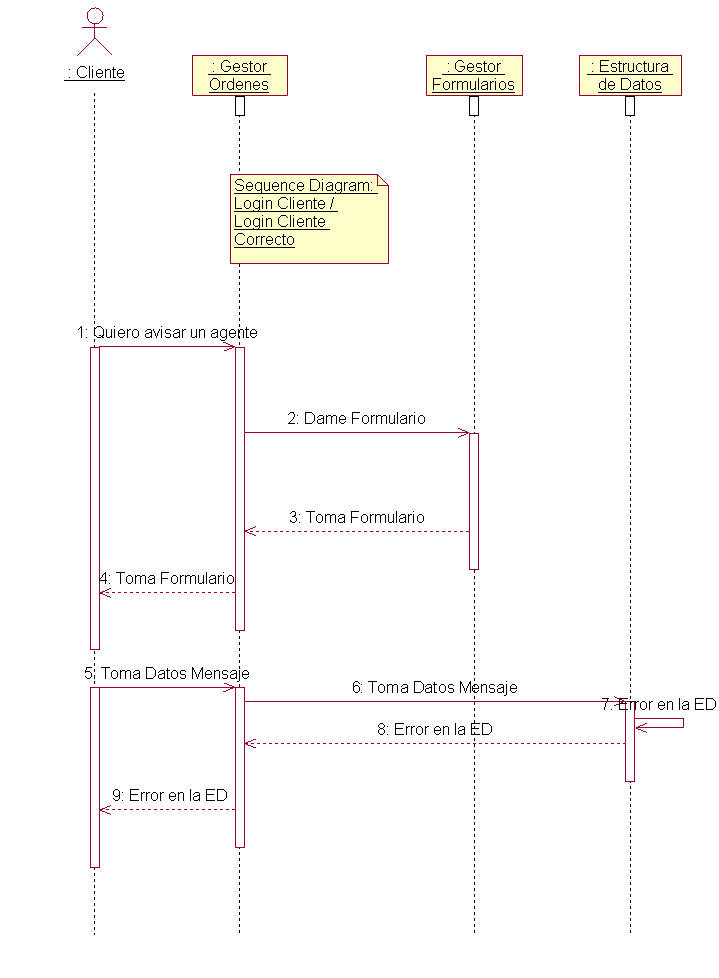 : Cliente
: Gestor
Ordenes
: Gestor
Formularios
: Estructura
de Datos
Sequence Diagram:
Login Cliente /
Login Cliente
Correcto
1: Quiero avisar un agente
2: Dame Formulario
3: Toma Formulario
4: Toma Formulario
5: Toma Datos Mensaje
6: Toma Datos Mensaje
7: Error en la ED
8: Error en la ED
9: Error en la ED